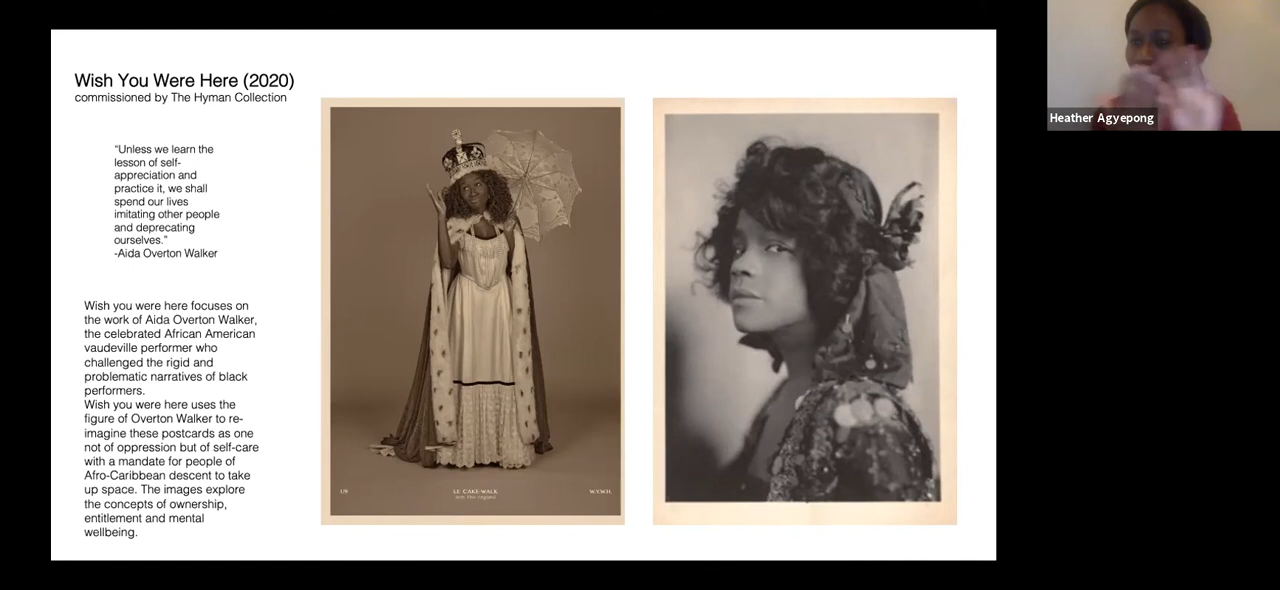 Wish You Were Here (2020)
commissioned by The Hyman Collection
“Unless we learn the
lesson of self-
appreciation and
practice it, we shall
spend our lives
imitating other people
and deprecating
ourselves.”
-Aida Overton Walker
Wish you were here focuses on
the work of Aida Overton Walker,
the celebrated African American
vaudeville performer who
challenged the rigid and
problematic narratives of black
performers.
Wish you were here uses the
figure of Overton Walker to re-
imagine these postcards as one
not of oppression but of self-care
with a mandate for people of
Afro-Caribbean descent to take
up space. The images explore
the concepts of ownership,
entitlement and mental
wellbeing.
LE CAKE-WALK
W.Y.W.H.
Heather Agyepong